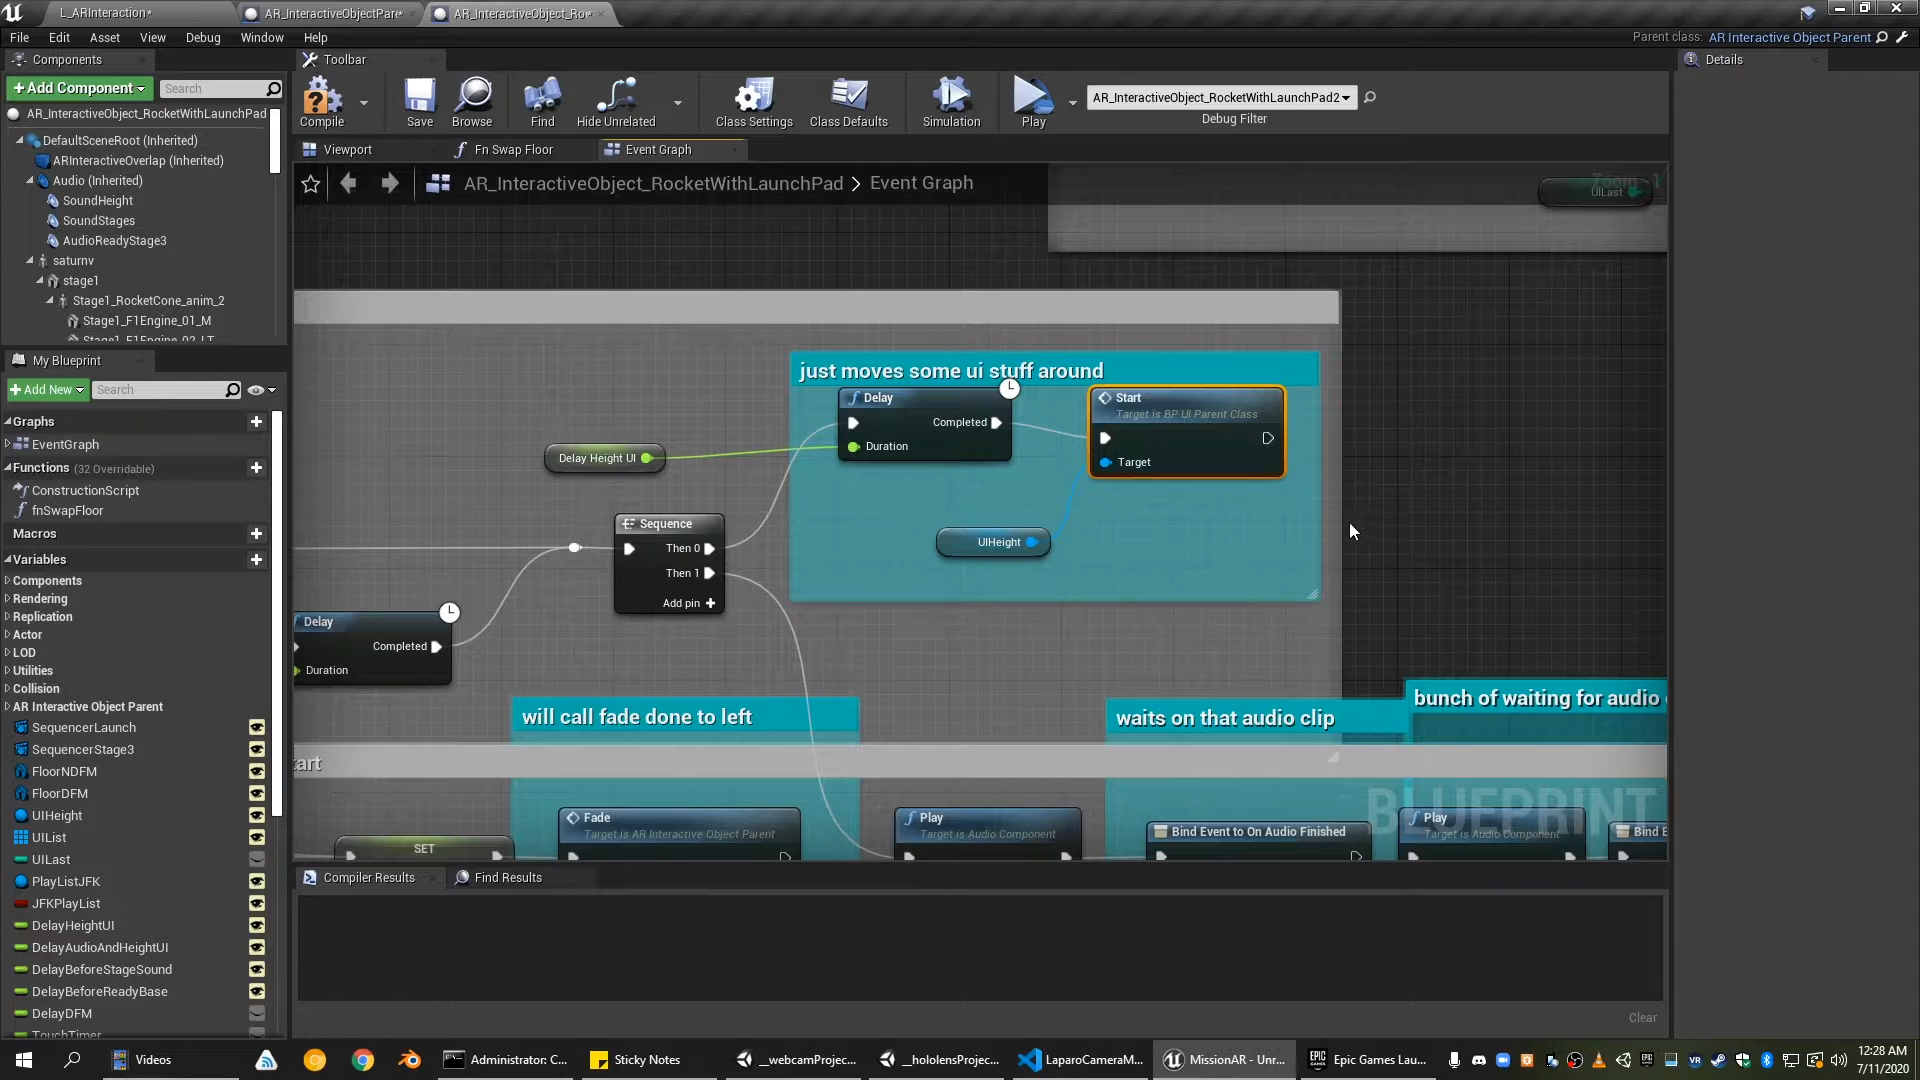 L_ARInteraction*
AR_InteractiveObjectPare*
AR_InteractiveObject_Ro*
File Edit Asset View Debug Window Help
Parent class: AR Interactive Object Parent
Components
Toolbar
Details
+Add Component
Search
AR_InteractiveObject_RocketWithLaunchPad
DefaultSceneRoot (Inherited)
ARInteractiveOverlap (Inherited)
Audio (Inherited)
SoundHeight
SoundStages
AudioReadyStage3
saturnv
stage1
Stage1_RocketCone_anim_2
Stage1_F1Engine_01_M
Stage1_F1Engine_02_LT
Compile
Save
Browse
Find
Hide Unrelated
Class Settings
Class Defaults
Simulation
Play
AR_InteractiveObject_RocketWithLaunchPad2
Debug Filter
Viewport
Fn Swap Floor
Event Graph
AR_InteractiveObject_RocketWithLaunchPad > Event Graph
Zoom -1
UILast
My Blueprint
+Add New
Search
Graphs
EventGraph
Functions (32 Overridable)
ConstructionScript
fnSwapFloor
Macros
Variables
Components
Rendering
Replication
Actor
LOD
Utilities
Collision
AR Interactive Object Parent
SequencerLaunch
SequencerStage3
FloorNDFM
FloorDFM
UIHeight
UIList
UILast
PlayListJFK
JFKPlayList
DelayHeightUI
DelayAudioAndHeightUI
DelayBeforeStageSound
DelayBeforeReadyBase
DelayDFM
TouchTimer
just moves some ui stuff around
Delay
Completed
Duration
Start
Target is BP UI Parent Class
Target
Delay Height UI
UIHeight
Sequence
Then 0
Then 1
Add pin +
Delay
Completed
Duration
will call fade done to left
waits on that audio clip
bunch of waiting for audio
tart
SET
Fade
Target is AR Interactive Object Parent
Play
Target is Audio Component
Bind Event to On Audio Finished
Play
Target is Audio Component
Bind E
BLUEPRINT
Compiler Results
Find Results
Clear
Videos
Administrator: C...
Sticky Notes
__webcamProjec...
__hololensProjec...
LaparoCameraM...
MissionAR - Unr...
Epic Games Lau...
12:28 AM
7/11/2020